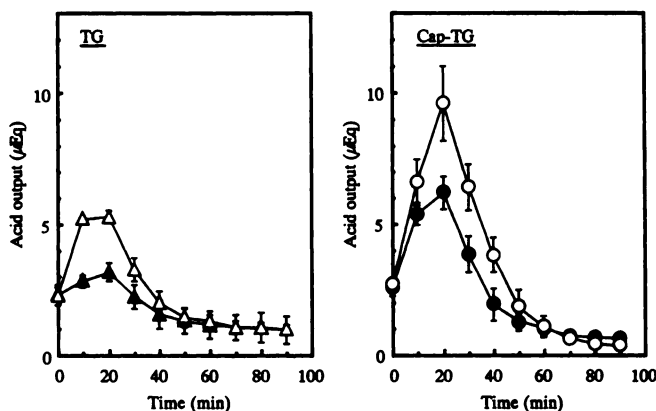 TG
Acid output (μEq)
10
5
0
0 20 40 60 80 100
Time (min)
Cap-TG
Acid output (μEq)
10
5
0
0 20 40 60 80 100
Time (min)